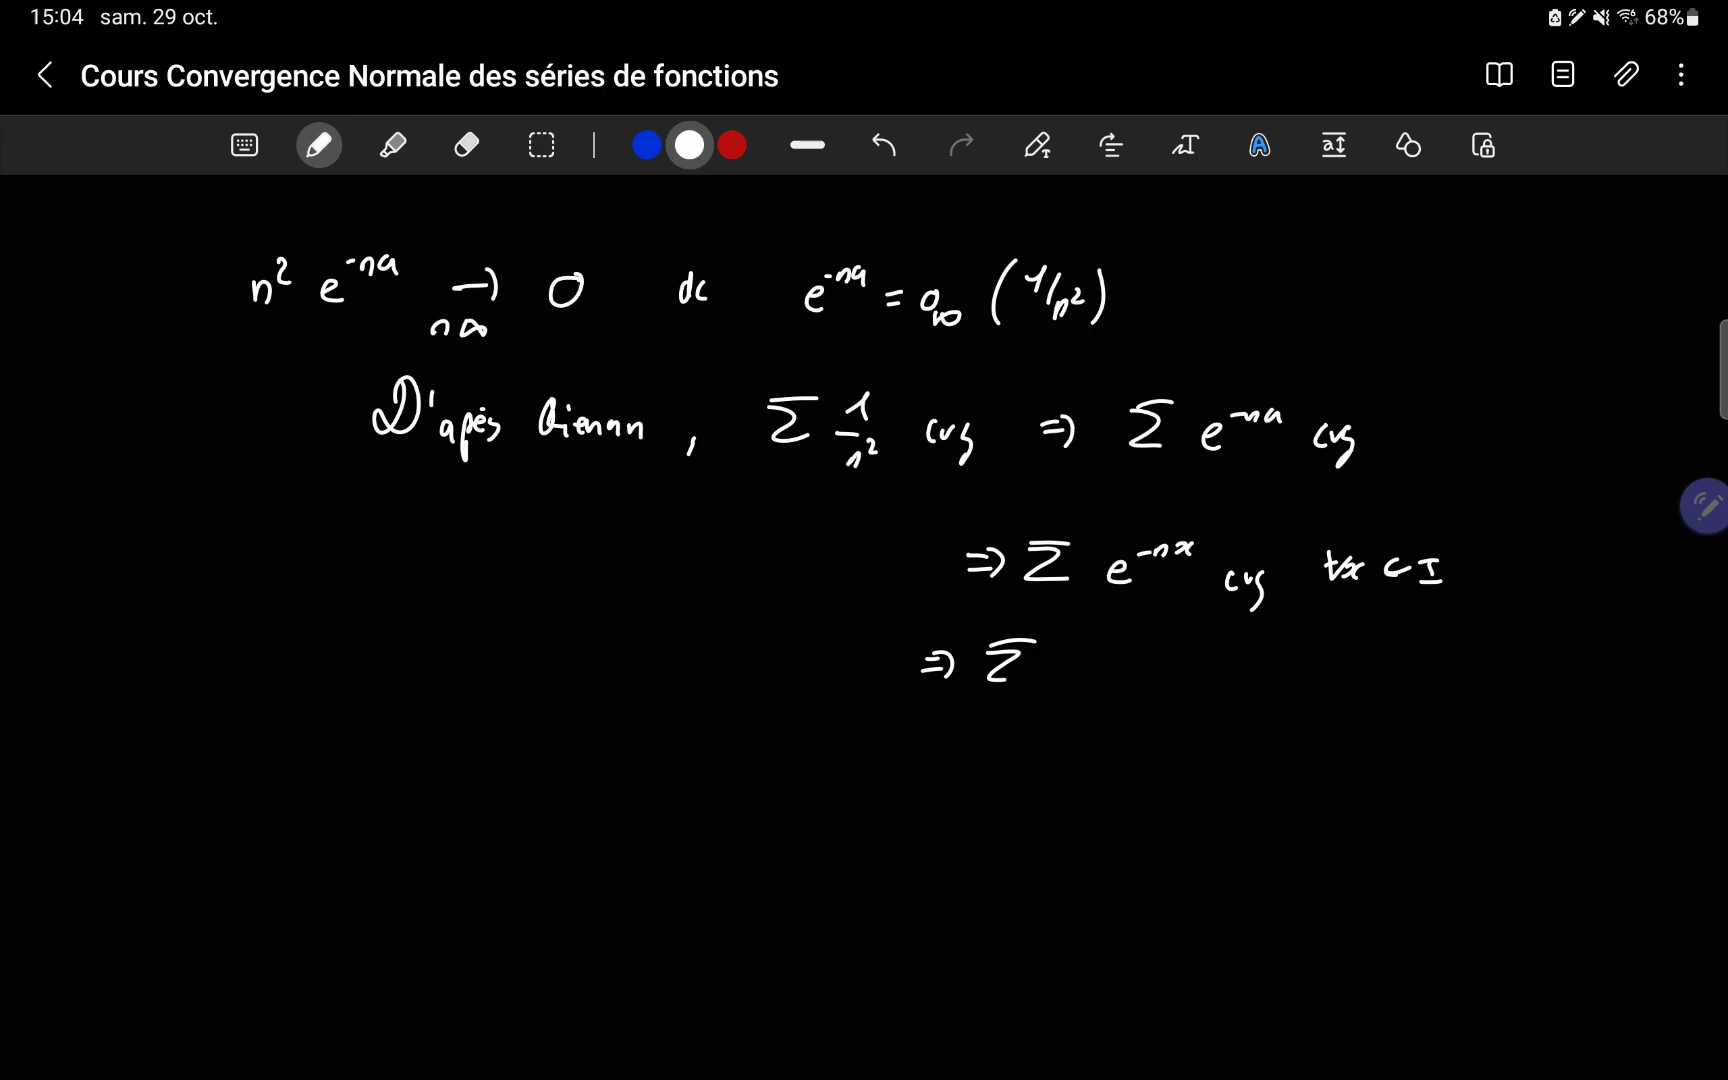 15:04 sam. 29 oct. 68%
Cours Convergence Normale des séries de fonctions
n² e^{-na} → 0 dc e^{-na} = o_∞ (1/n²)
n∞
D'après Riemann, Σ 1/n² cvg ⇒ Σ e^{-na} cvg
⇒ Σ e^{-nx} cvg ∀x ∈ I
⇒ Σ